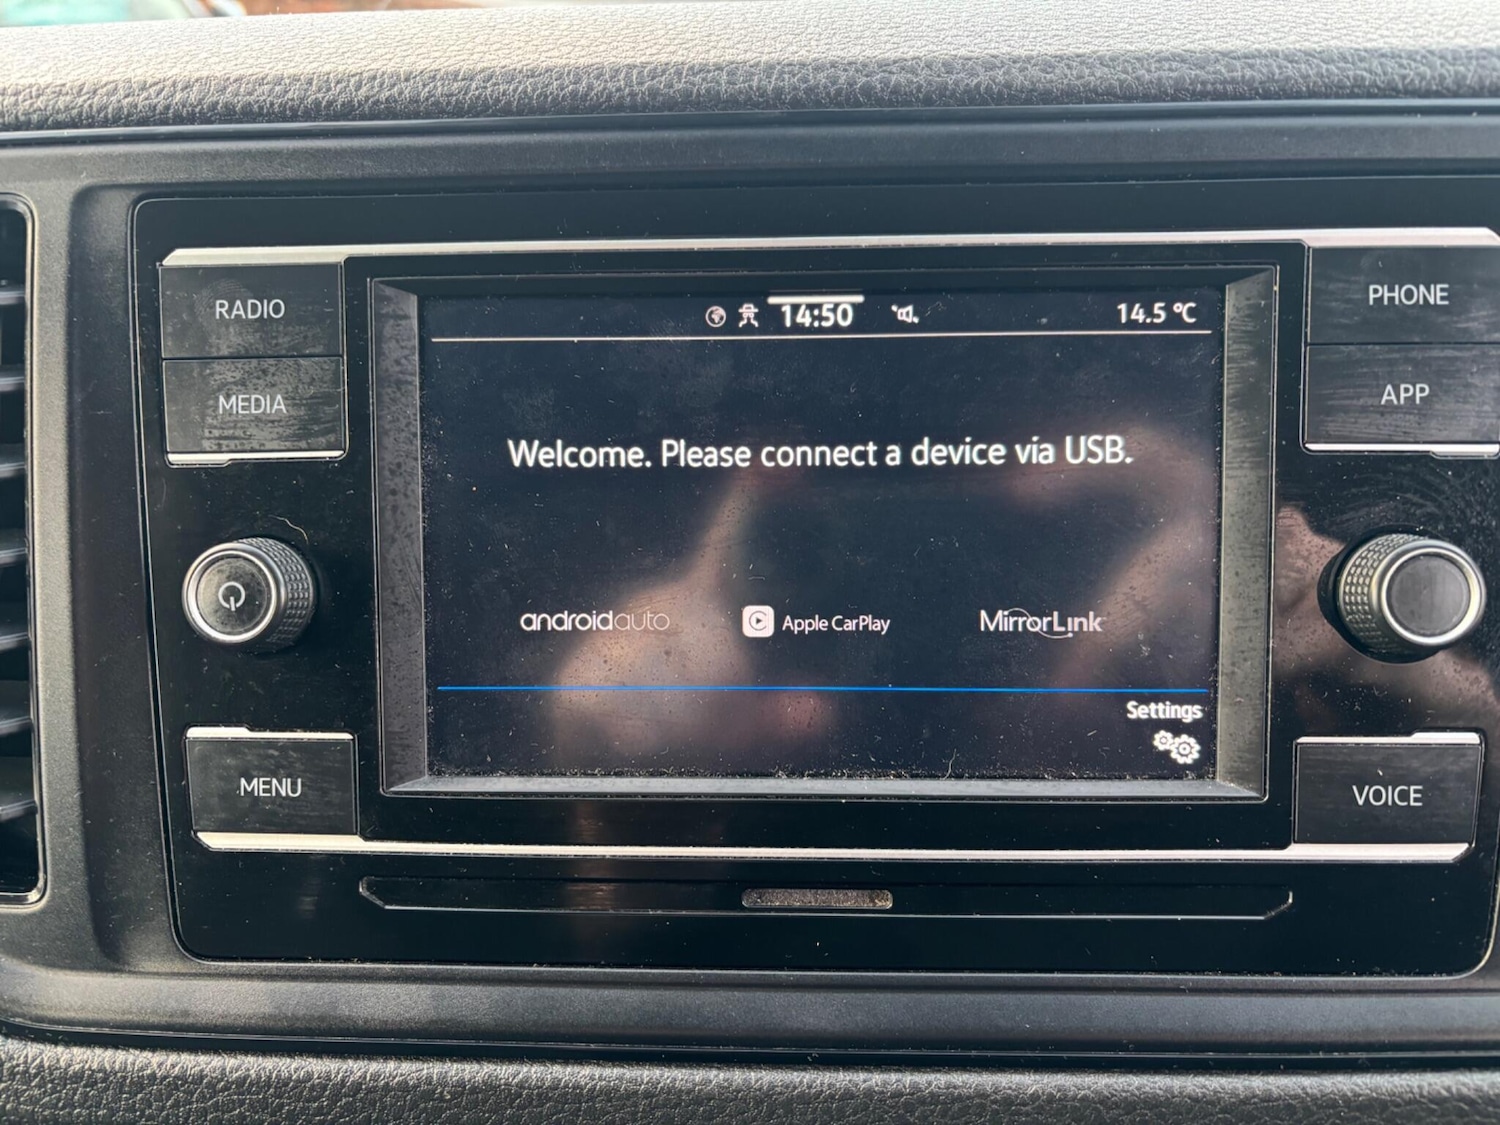 RADIO
MEDIA
14:50
14.5 °C
PHONE
APP
Welcome. Please connect a device via USB.
androidauto
Apple CarPlay
MirrorLink
Settings
MENU
VOICE